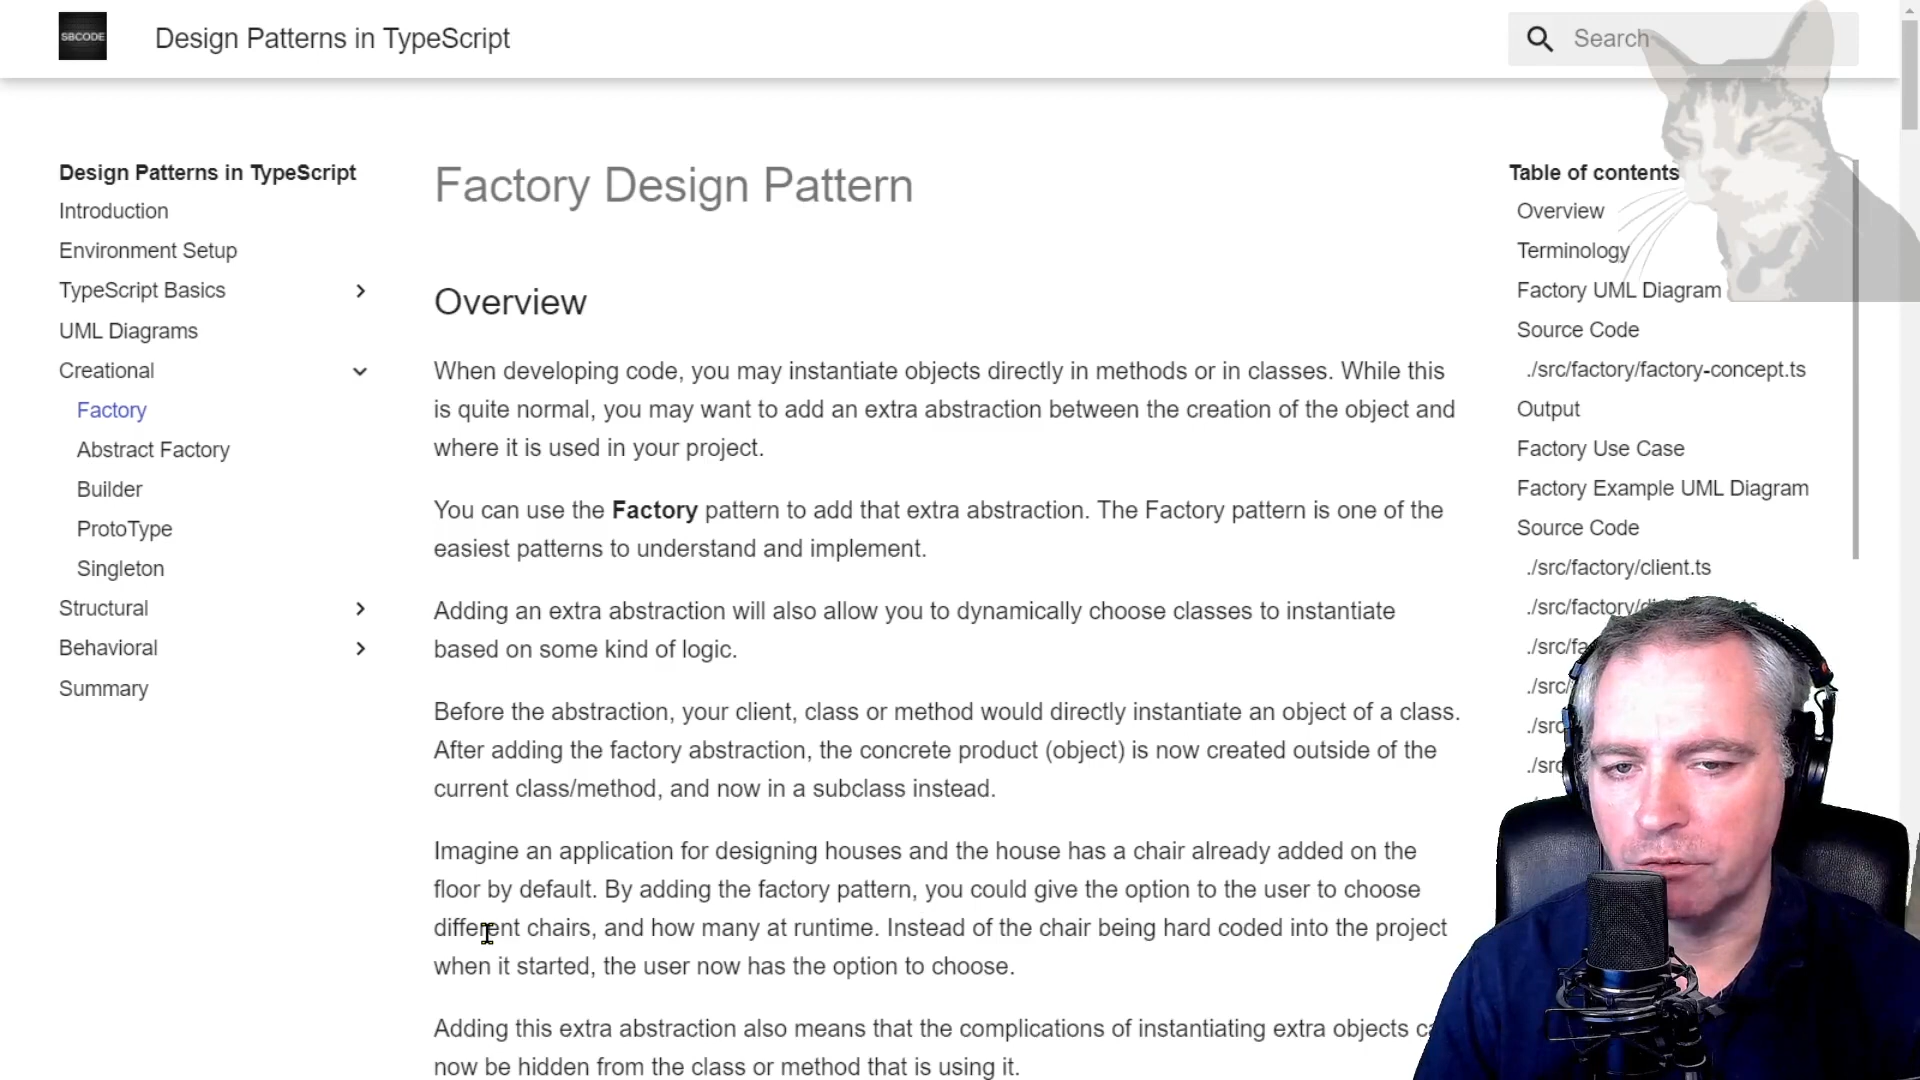 SBCODE
Design Patterns in TypeScript
Search
Design Patterns in TypeScript
Introduction
Environment Setup
TypeScript Basics
UML Diagrams
Creational
Factory
Abstract Factory
Builder
ProtoType
Singleton
Structural
Behavioral
Summary
Factory Design Pattern
Overview
When developing code, you may instantiate objects directly in methods or in classes. While this
is quite normal, you may want to add an extra abstraction between the creation of the object and
where it is used in your project.
You can use the Factory pattern to add that extra abstraction. The Factory pattern is one of the
easiest patterns to understand and implement.
Adding an extra abstraction will also allow you to dynamically choose classes to instantiate
based on some kind of logic.
Before the abstraction, your client, class or method would directly instantiate an object of a class.
After adding the factory abstraction, the concrete product (object) is now created outside of the
current class/method, and now in a subclass instead.
Imagine an application for designing houses and the house has a chair already added on the
floor by default. By adding the factory pattern, you could give the option to the user to choose
different chairs, and how many at runtime. Instead of the chair being hard coded into the project
when it started, the user now has the option to choose.
Adding this extra abstraction also means that the complications of instantiating extra objects
now be hidden from the class or method that is using it.
Table of contents
Overview
Terminology
Factory UML Diagram
Source Code
./src/factory/factory-concept.ts
Output
Factory Use Case
Factory Example UML Diagram
Source Code
./src/factory/client.ts
./src/factory/
./src/fa
./src/
./src
./src